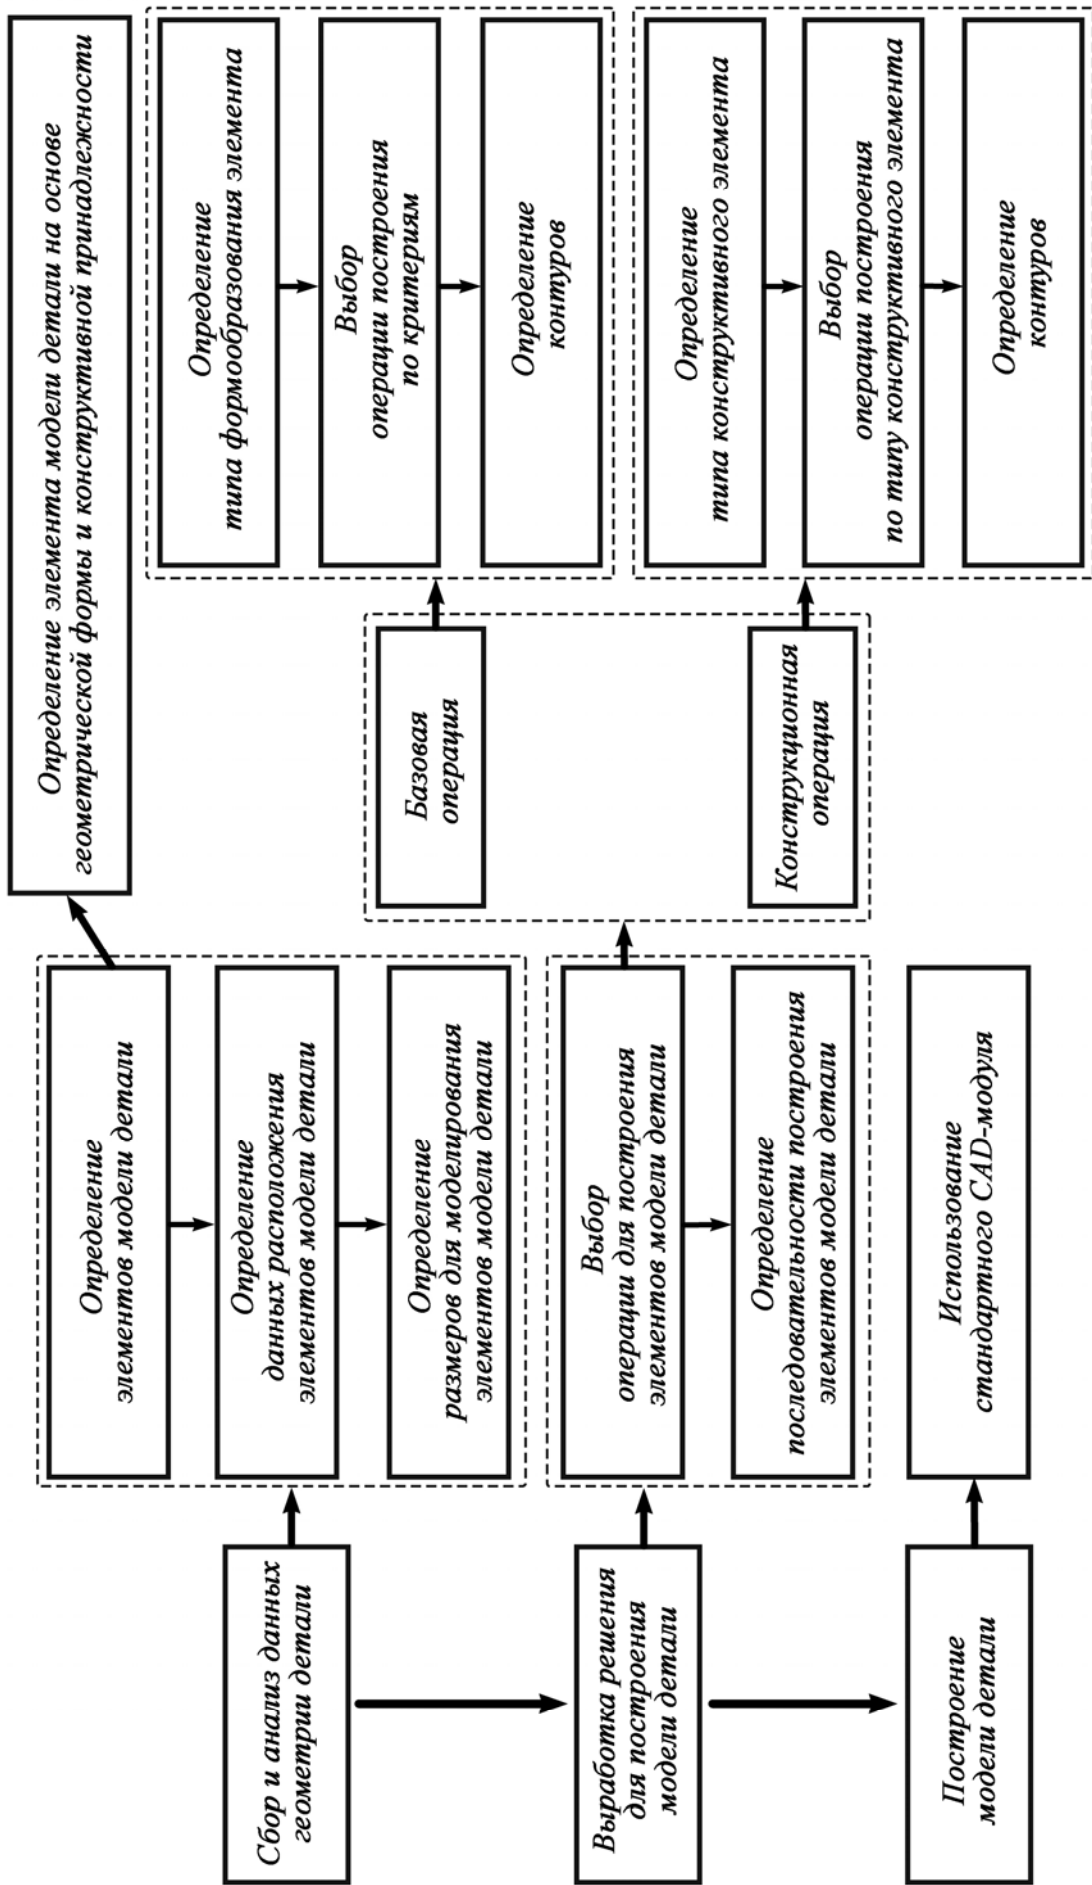 Сбор и анализ данных
геометрии детали
Выработка решения
для построения
модели детали
Построение
модели детали
Определение
элементов модели детали
Определение
данных расположения
элементов модели детали
Определение
размеров для моделирования
элементов модели детали
Выбор
операции для построения
элементов модели детали
Определение
последовательности построения
элементов модели детали
Использование
стандартного CAD-модуля
Определение элемента модели детали на основе
геометрической формы и конструктивной принадлежности
Базовая
операция
Конструкционная
операция
Определение
типа формообразования элемента
Выбор
операции построения
по критериям
Определение
контуров
Определение
типа конструктивного элемента
Выбор
операции построения
по типу конструктивного элемента
Определение
контуров